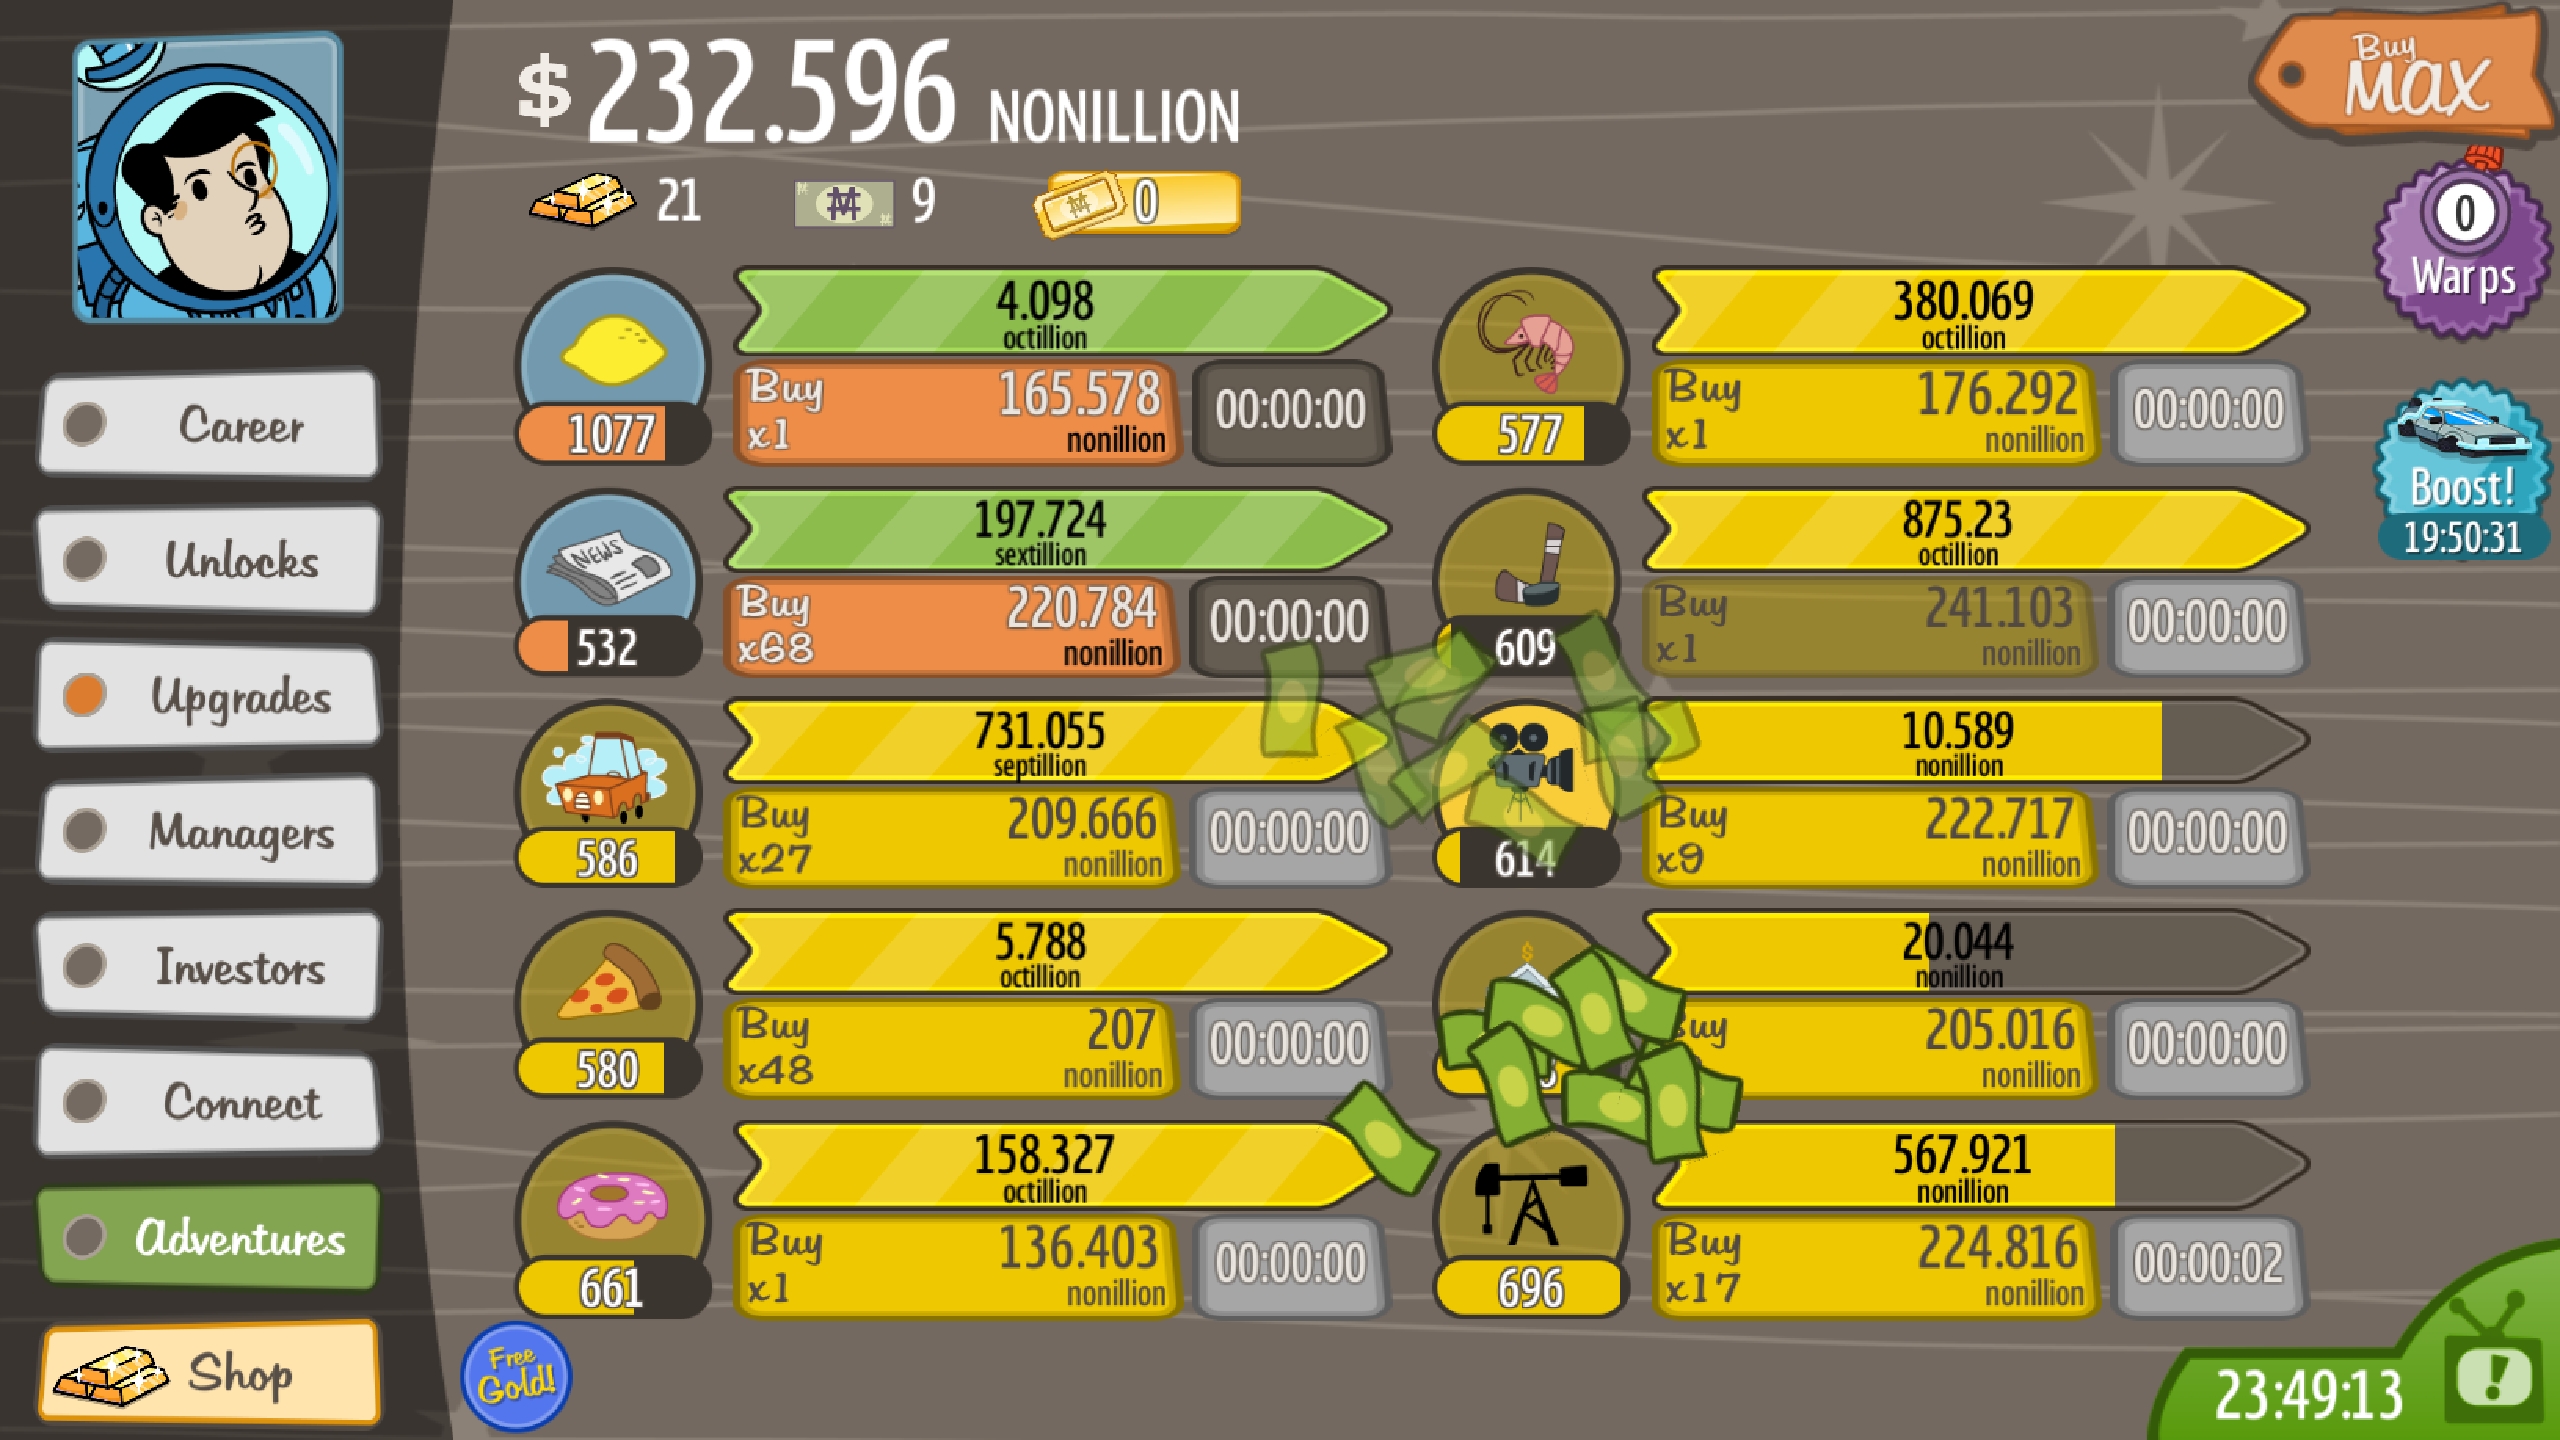 $232.596 NONILLION
Buy
MAX
21
9
0
0
Warps
Boost!
19:50:31
Career
Unlocks
Upgrades
Managers
Investors
Connect
Adventures
Shop
4.098
octillion
1077
Buy
x1
165.578
nonillion
00:00:00
NEWS
197.724
sextillion
532
Buy
x68
220.784
nonillion
00:00:00
731.055
septillion
586
Buy
x27
209.666
nonillion
00:00:00
5.788
octillion
580
Buy
x48
207
nonillion
00:00:00
158.327
octillion
661
Buy
x1
136.403
nonillion
00:00:00
380.069
octillion
577
Buy
x1
176.292
nonillion
00:00:00
875.23
octillion
609
Buy
x1
241.103
nonillion
00:00:00
10.589
nonillion
614
Buy
x9
222.717
nonillion
00:00:00
20.044
nonillion
Buy
205.016
nonillion
00:00:00
567.921
nonillion
696
Buy
x17
224.816
nonillion
00:00:02
Free
Gold!
23:49:13